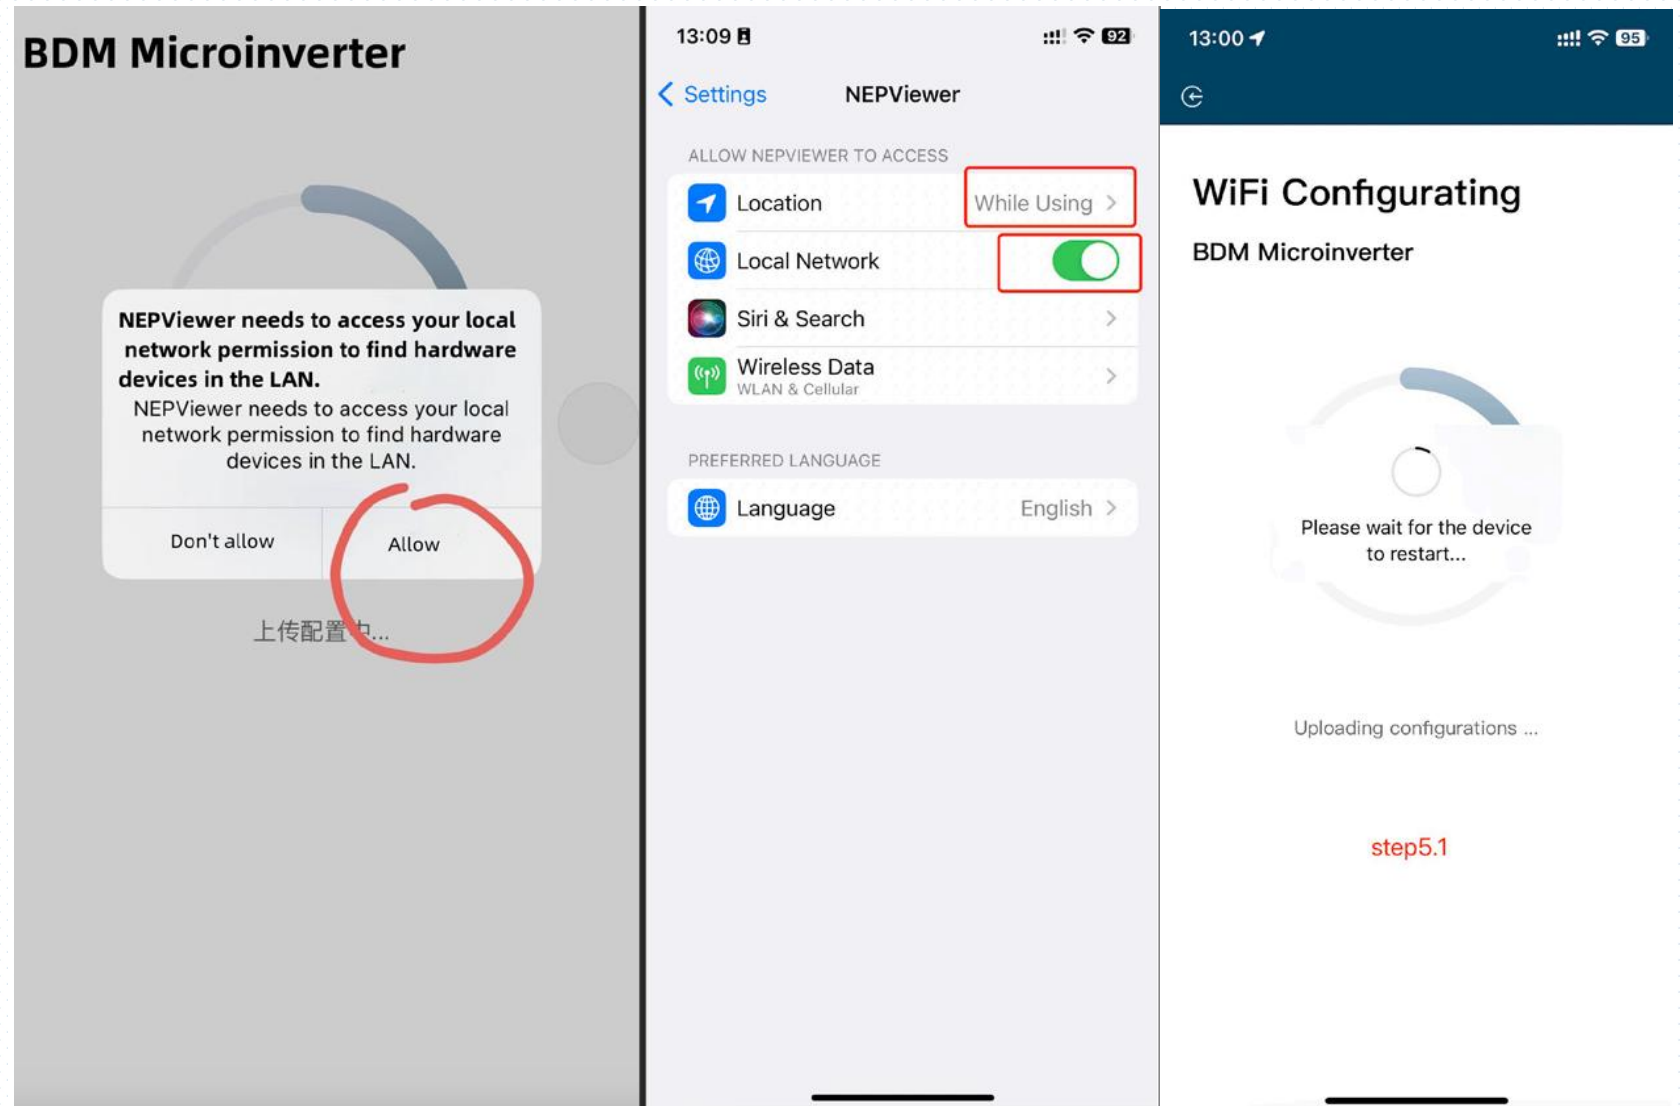 BDM Microinverter
NEPViewer needs to access your local
network permission to find hardware
devices in the LAN.
NEPViewer needs to access your local
network permission to find hardware
devices in the LAN.
Don't allow
Allow
上传配置中...
13:09
92
Settings
NEPViewer
ALLOW NEPVIEWER TO ACCESS
Location
While Using
Local Network
Siri & Search
Wireless Data
WLAN & Cellular
PREFERRED LANGUAGE
Language
English
13:00
95
WiFi Configurating
BDM Microinverter
Please wait for the device
to restart...
Uploading configurations ...
step5.1